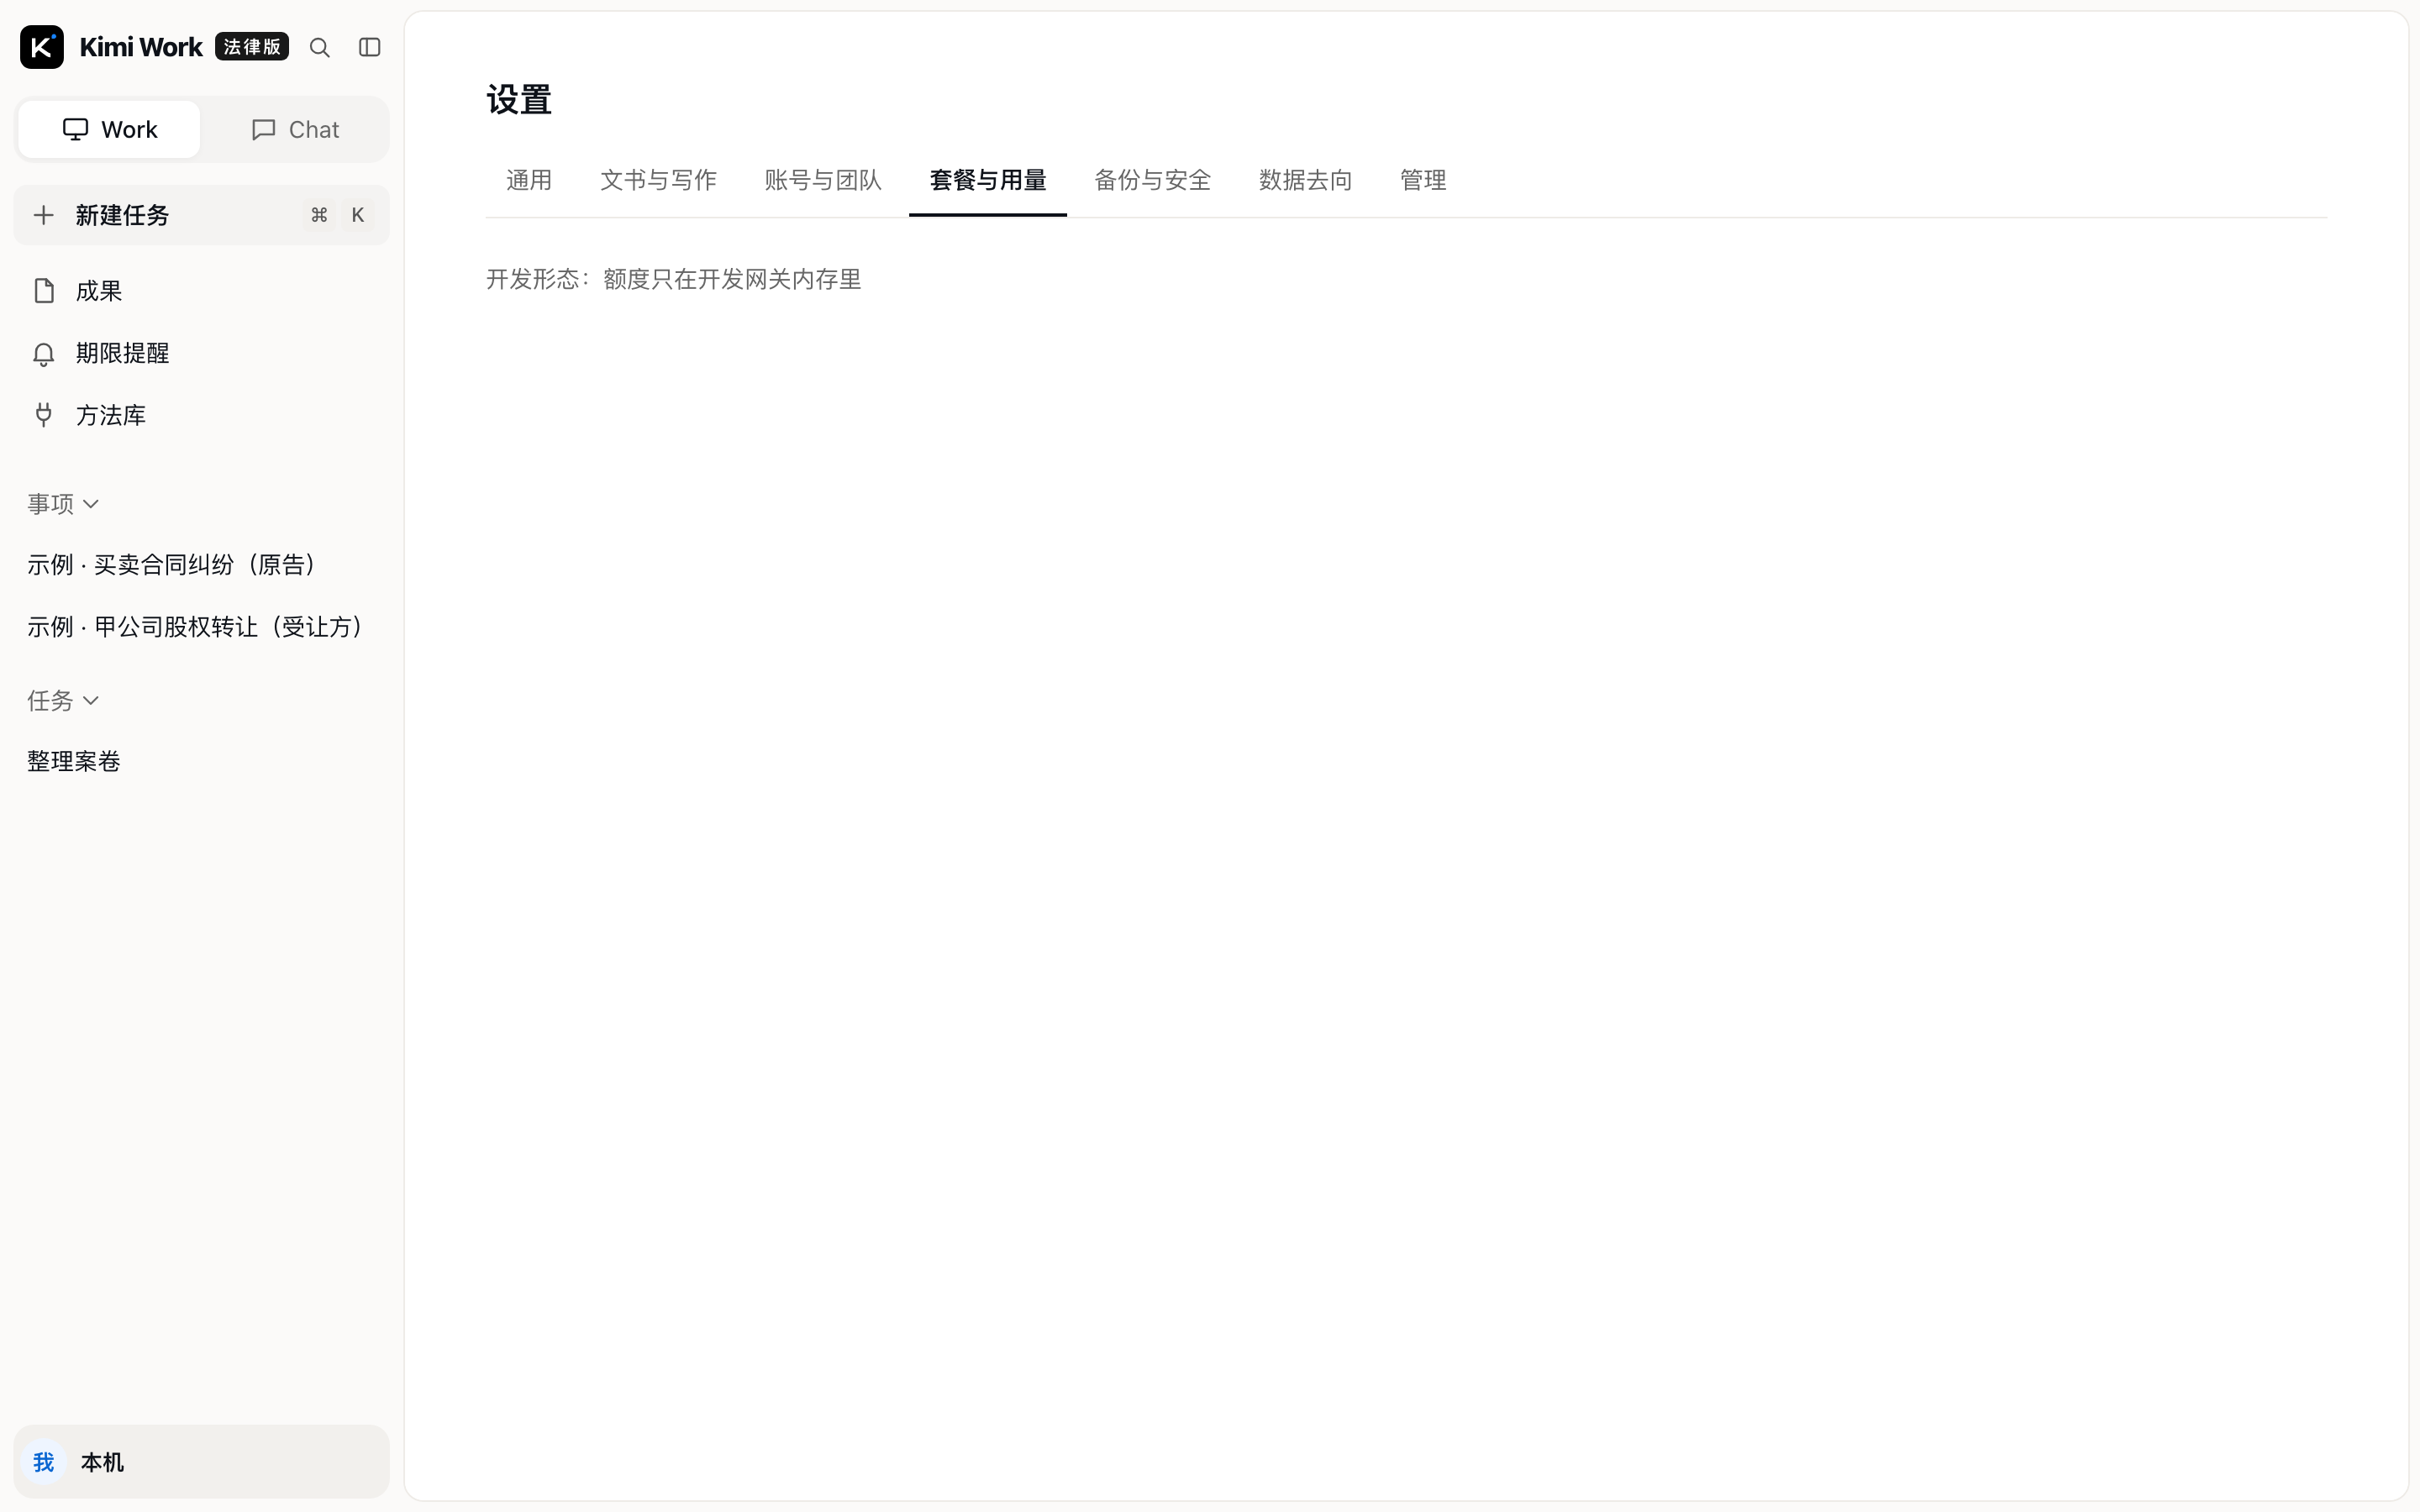 Kimi Work 法律版
Work
Chat
新建任务 ⌘ K
成果
期限提醒
方法库
事项
示例 · 买卖合同纠纷（原告）
示例 · 甲公司股权转让（受让方）
任务
整理案卷
我 本机
设置
通用 文书与写作 账号与团队 套餐与用量 备份与安全 数据去向 管理
开发形态：额度只在开发网关内存里